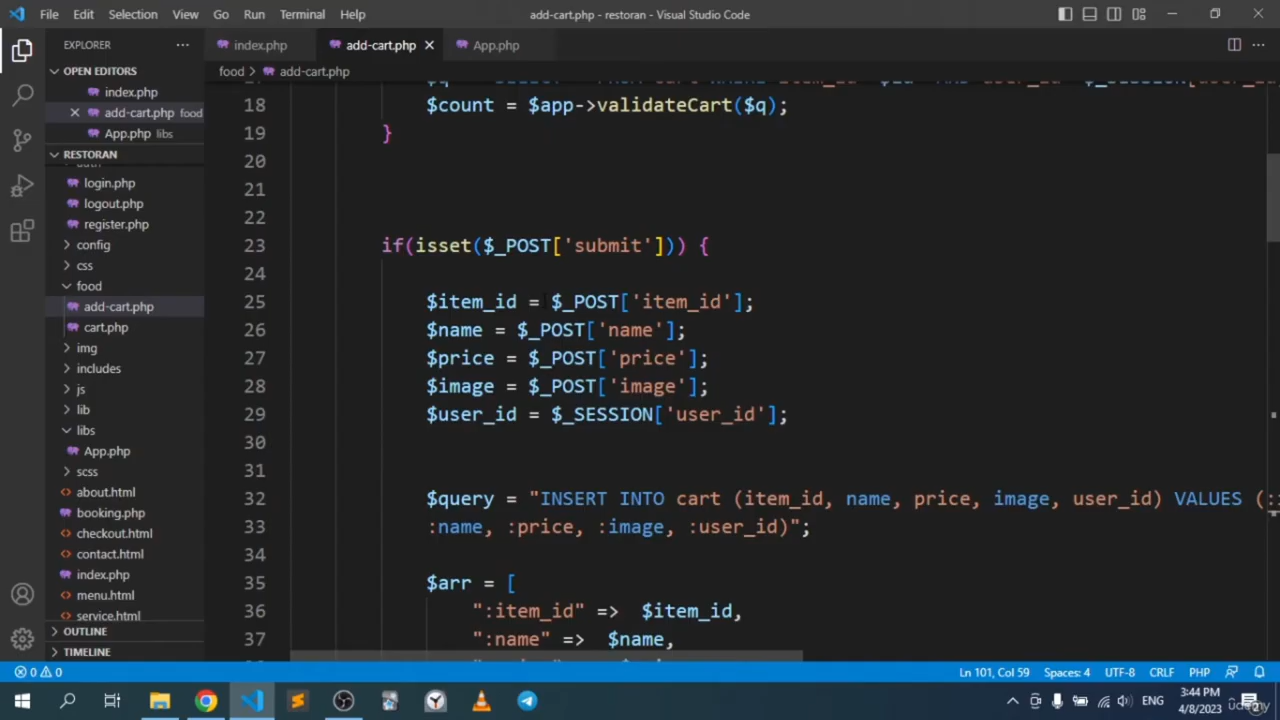 File Edit Selection View Go Run Terminal Help
add-cart.php - restoran - Visual Studio Code
EXPLORER
index.php
add-cart.php
App.php
OPEN EDITORS
food > add-cart.php
index.php
add-cart.php food
App.php libs
RESTORAN
login.php
logout.php
register.php
config
css
food
add-cart.php
cart.php
img
includes
js
lib
libs
App.php
scss
about.html
booking.php
checkout.html
contact.html
index.php
menu.html
service.html
OUTLINE
TIMELINE
18 $count = $app->validateCart($q);
19 }
20
21
22
23 if(isset($_POST['submit'])) {
24
25 $item_id = $_POST['item_id'];
26 $name = $_POST['name'];
27 $price = $_POST['price'];
28 $image = $_POST['image'];
29 $user_id = $_SESSION['user_id'];
30
31
32 $query = "INSERT INTO cart (item_id, name, price, image, user_id) VALUES (:
33 :name, :price, :image, :user_id)";
34
35 $arr = [
36 ":item_id" => $item_id,
37 ":name" => $name,
0 0
Ln 101, Col 59 Spaces: 4 UTF-8 CRLF PHP
ENG
3:44 PM
4/8/2023
udemy